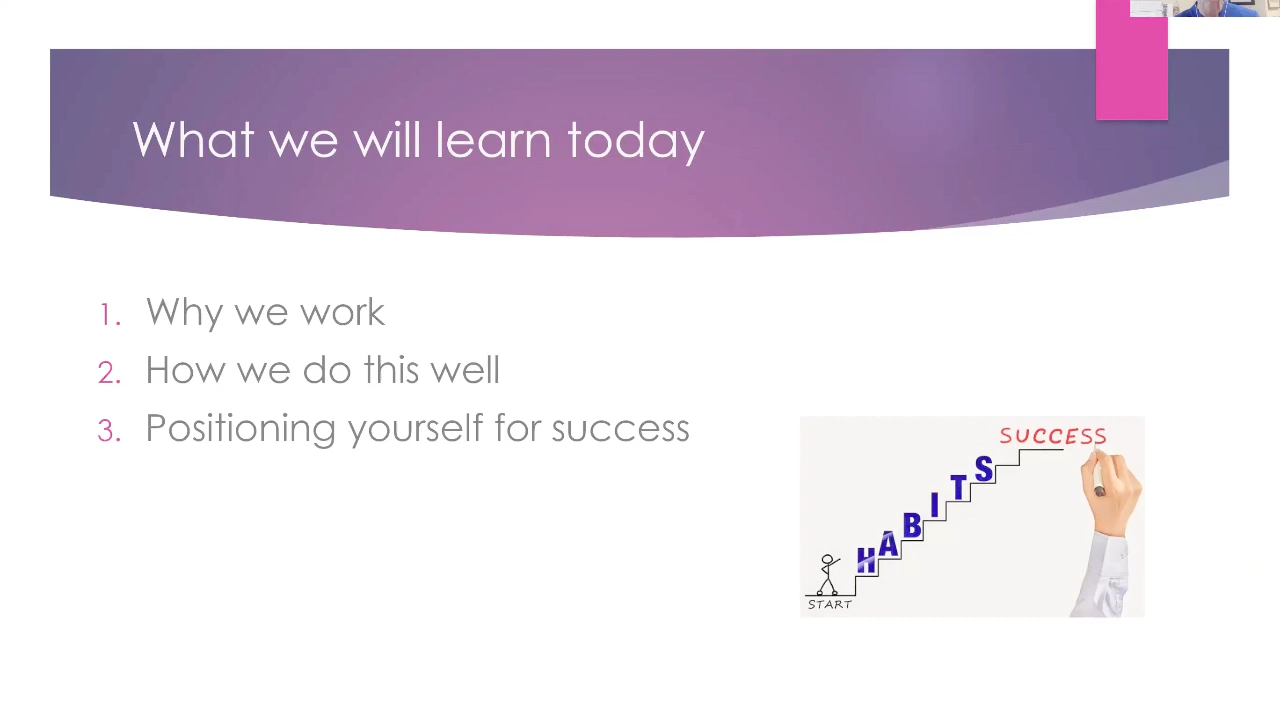 What we will learn today
1. Why we work
2. How we do this well
3. Positioning yourself for success
SUCCESS
HABITS
START